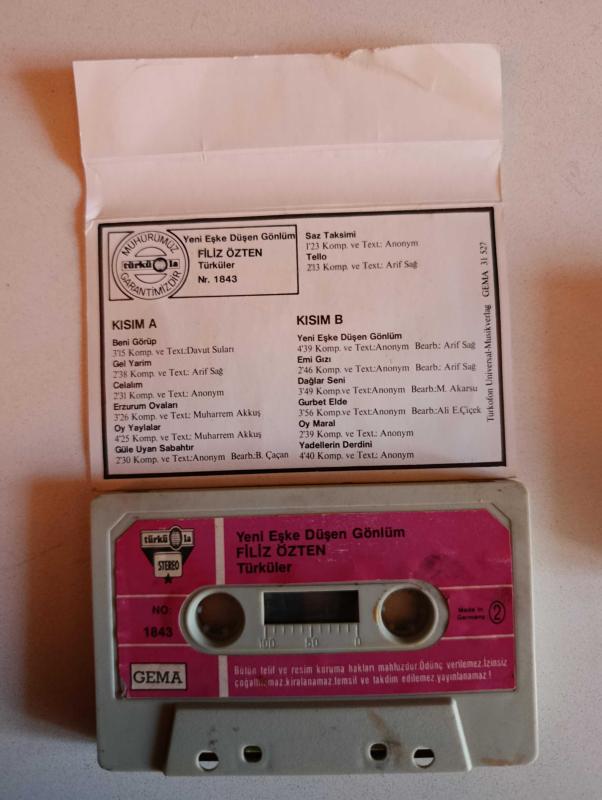 MÜHÜRÜMÜZ
türküola
GARANTİMİZDİR
Yeni Eşke Düşen Gönlüm
FİLİZ ÖZTEN
Türküler
Nr. 1843
Saz Taksimi
1'23 Komp. ve Text.: Anonym
Tello
2'13 Komp. ve Text.: Arif Sağ
KISIM A
Beni Görüp
3'15 Komp. ve Text.:Davut Suları
Gel Yarim
2'38 Komp. ve Text.: Arif Sağ
Celalım
2'31 Komp. ve Text.: Anonym
Erzurum Ovaları
3'26 Komp. ve Text.: Muharrem Akkuş
Oy Yaylalar
4'25 Komp. ve Text.: Muharrem Akkuş
Güle Uyan Sabahtır
2'30 Komp. ve Text.:Anonym Bearb.:B. Çaçan
KISIM B
Yeni Eşke Düşen Gönlüm
4'39 Komp. ve Text.:Anonym Bearb.: Arif Sağ
Emi Gızı
2'46 Komp. ve Text.:Anonym Bearb.: Arif Sağ
Dağlar Seni
3'49 Komp.ve Text.:Anonym Bearb.:M. Akarsu
Gurbet Elde
3'56 Komp.ve Text.:Anonym Bearb.:Ali E.Çiçek
Oy Maral
2'39 Komp. ve Text.: Anonym
Yadellerin Derdini
4'40 Komp. ve Text.: Anonym
Türkofon Universal-Musikverlag GEMA 31 527
türküola
STEREO
Yeni Eşke Düşen Gönlüm
FİLİZ ÖZTEN
Türküler
NO:
1843
100 50 0
Made in
Germany
2
GEMA
Bütün telif ve resim koruma hakları mahfuzdur.Ödünç verilemez.İzinsiz
çoğaltılmaz.kiralanamaz.temsil ve takdim edilemez.yayınlanamaz!